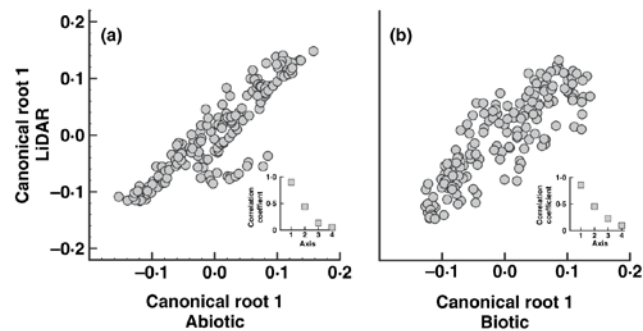 (a)
(b)
Canonical root 1
LiDAR
0·2
0·1
0·0
−0·1
−0·2
Correlation
coefficient
1·0
0·5
0
1 2 3 4
Axis
Correlation
coefficient
1·0
0·5
0
1 2 3 4
Axis
−0·1 0·0 0·1 0·2
−0·1 0·0 0·1 0·2
Canonical root 1
Abiotic
Canonical root 1
Biotic